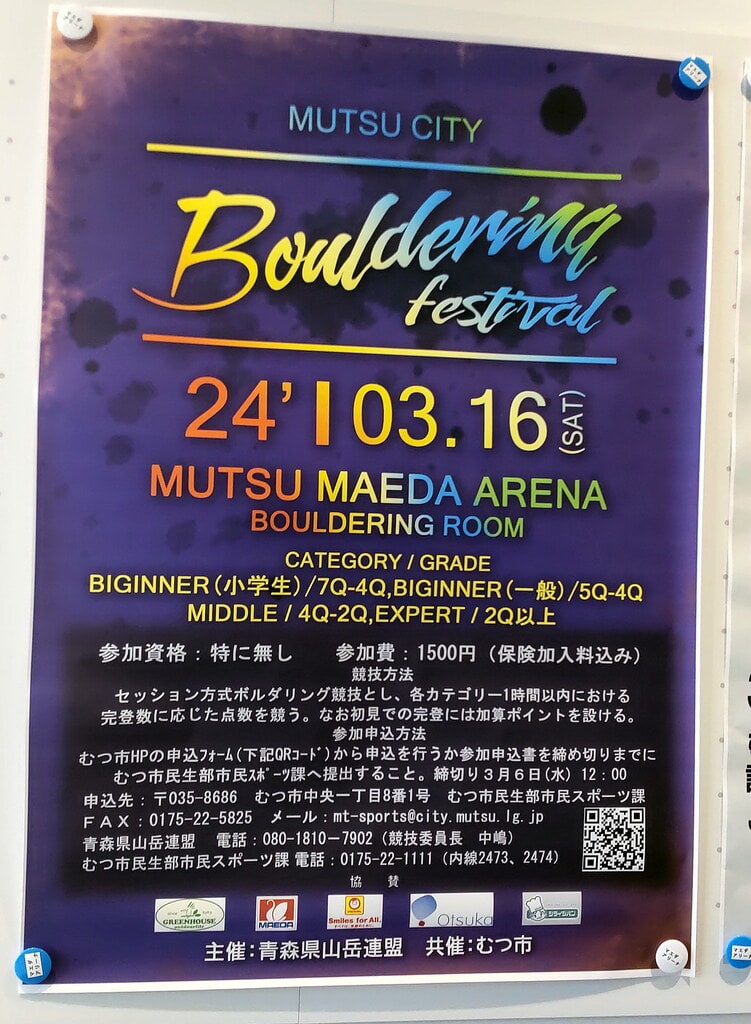 MUTSU CITY
Bouldering
festival
24' 03.16 (SAT)
MUTSU MAEDA ARENA
BOULDERING ROOM
CATEGORY / GRADE
BIGINNER(小学生)/7Q-4Q,BIGINNER(一般)/5Q-4Q
MIDDLE / 4Q-2Q,EXPERT / 2Q以上
参加資格：特に無し 参加費：1500円（保険加入料込み）
競技方法
セッション方式ボルダリング競技とし、各カテゴリー1時間以内における
完登数に応じた点数を競う。なお初見での完登には加算ポイントを設ける。
参加申込方法
むつ市HPの申込ﾌｫｰﾑ(下記QRｺｰﾄﾞ)から申込を行うか参加申込書を締め切りまでに
むつ市民生部市民ｽﾎﾟｰﾂ課へ提出すること。締切り３月６日(水) 12：00
申込先：〒035-8686 むつ市中央一丁目8番1号 むつ市民生部市民スポーツ課
ＦＡＸ：0175-22-5825 メール：mt-sports@city.mutsu.lg.jp
青森県山岳連盟 電話：080-1810-7902（競技委員長 中嶋）
むつ市民生部市民スポーツ課 電話：0175-22-1111（内線2473、2474）
協 賛
GREENHOUSE
MAEDA
Smiles for All.
Otsuka
シライシパン
主催：青森県山岳連盟 共催：むつ市